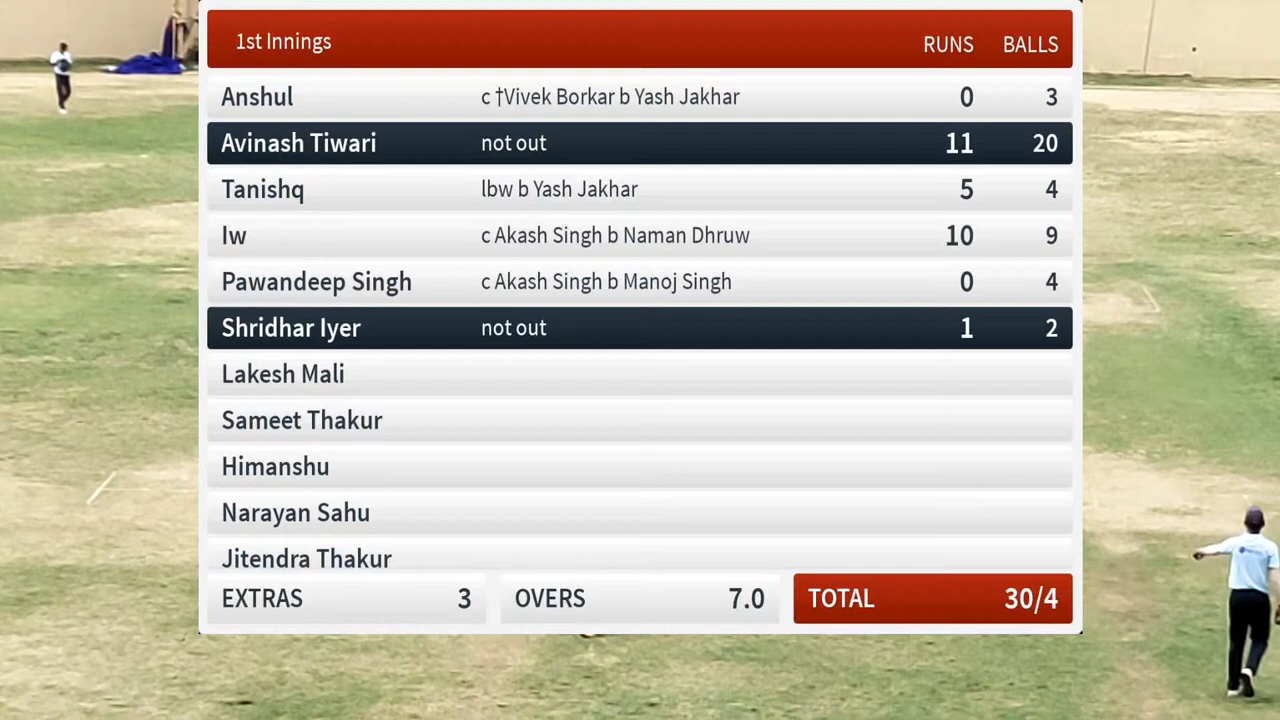 1st Innings RUNS BALLS
Anshul c †Vivek Borkar b Yash Jakhar 0 3
Avinash Tiwari not out 11 20
Tanishq lbw b Yash Jakhar 5 4
Iw c Akash Singh b Naman Dhruw 10 9
Pawandeep Singh c Akash Singh b Manoj Singh 0 4
Shridhar Iyer not out 1 2
Lakesh Mali
Sameet Thakur
Himanshu
Narayan Sahu
Jitendra Thakur
EXTRAS 3 OVERS 7.0 TOTAL 30/4